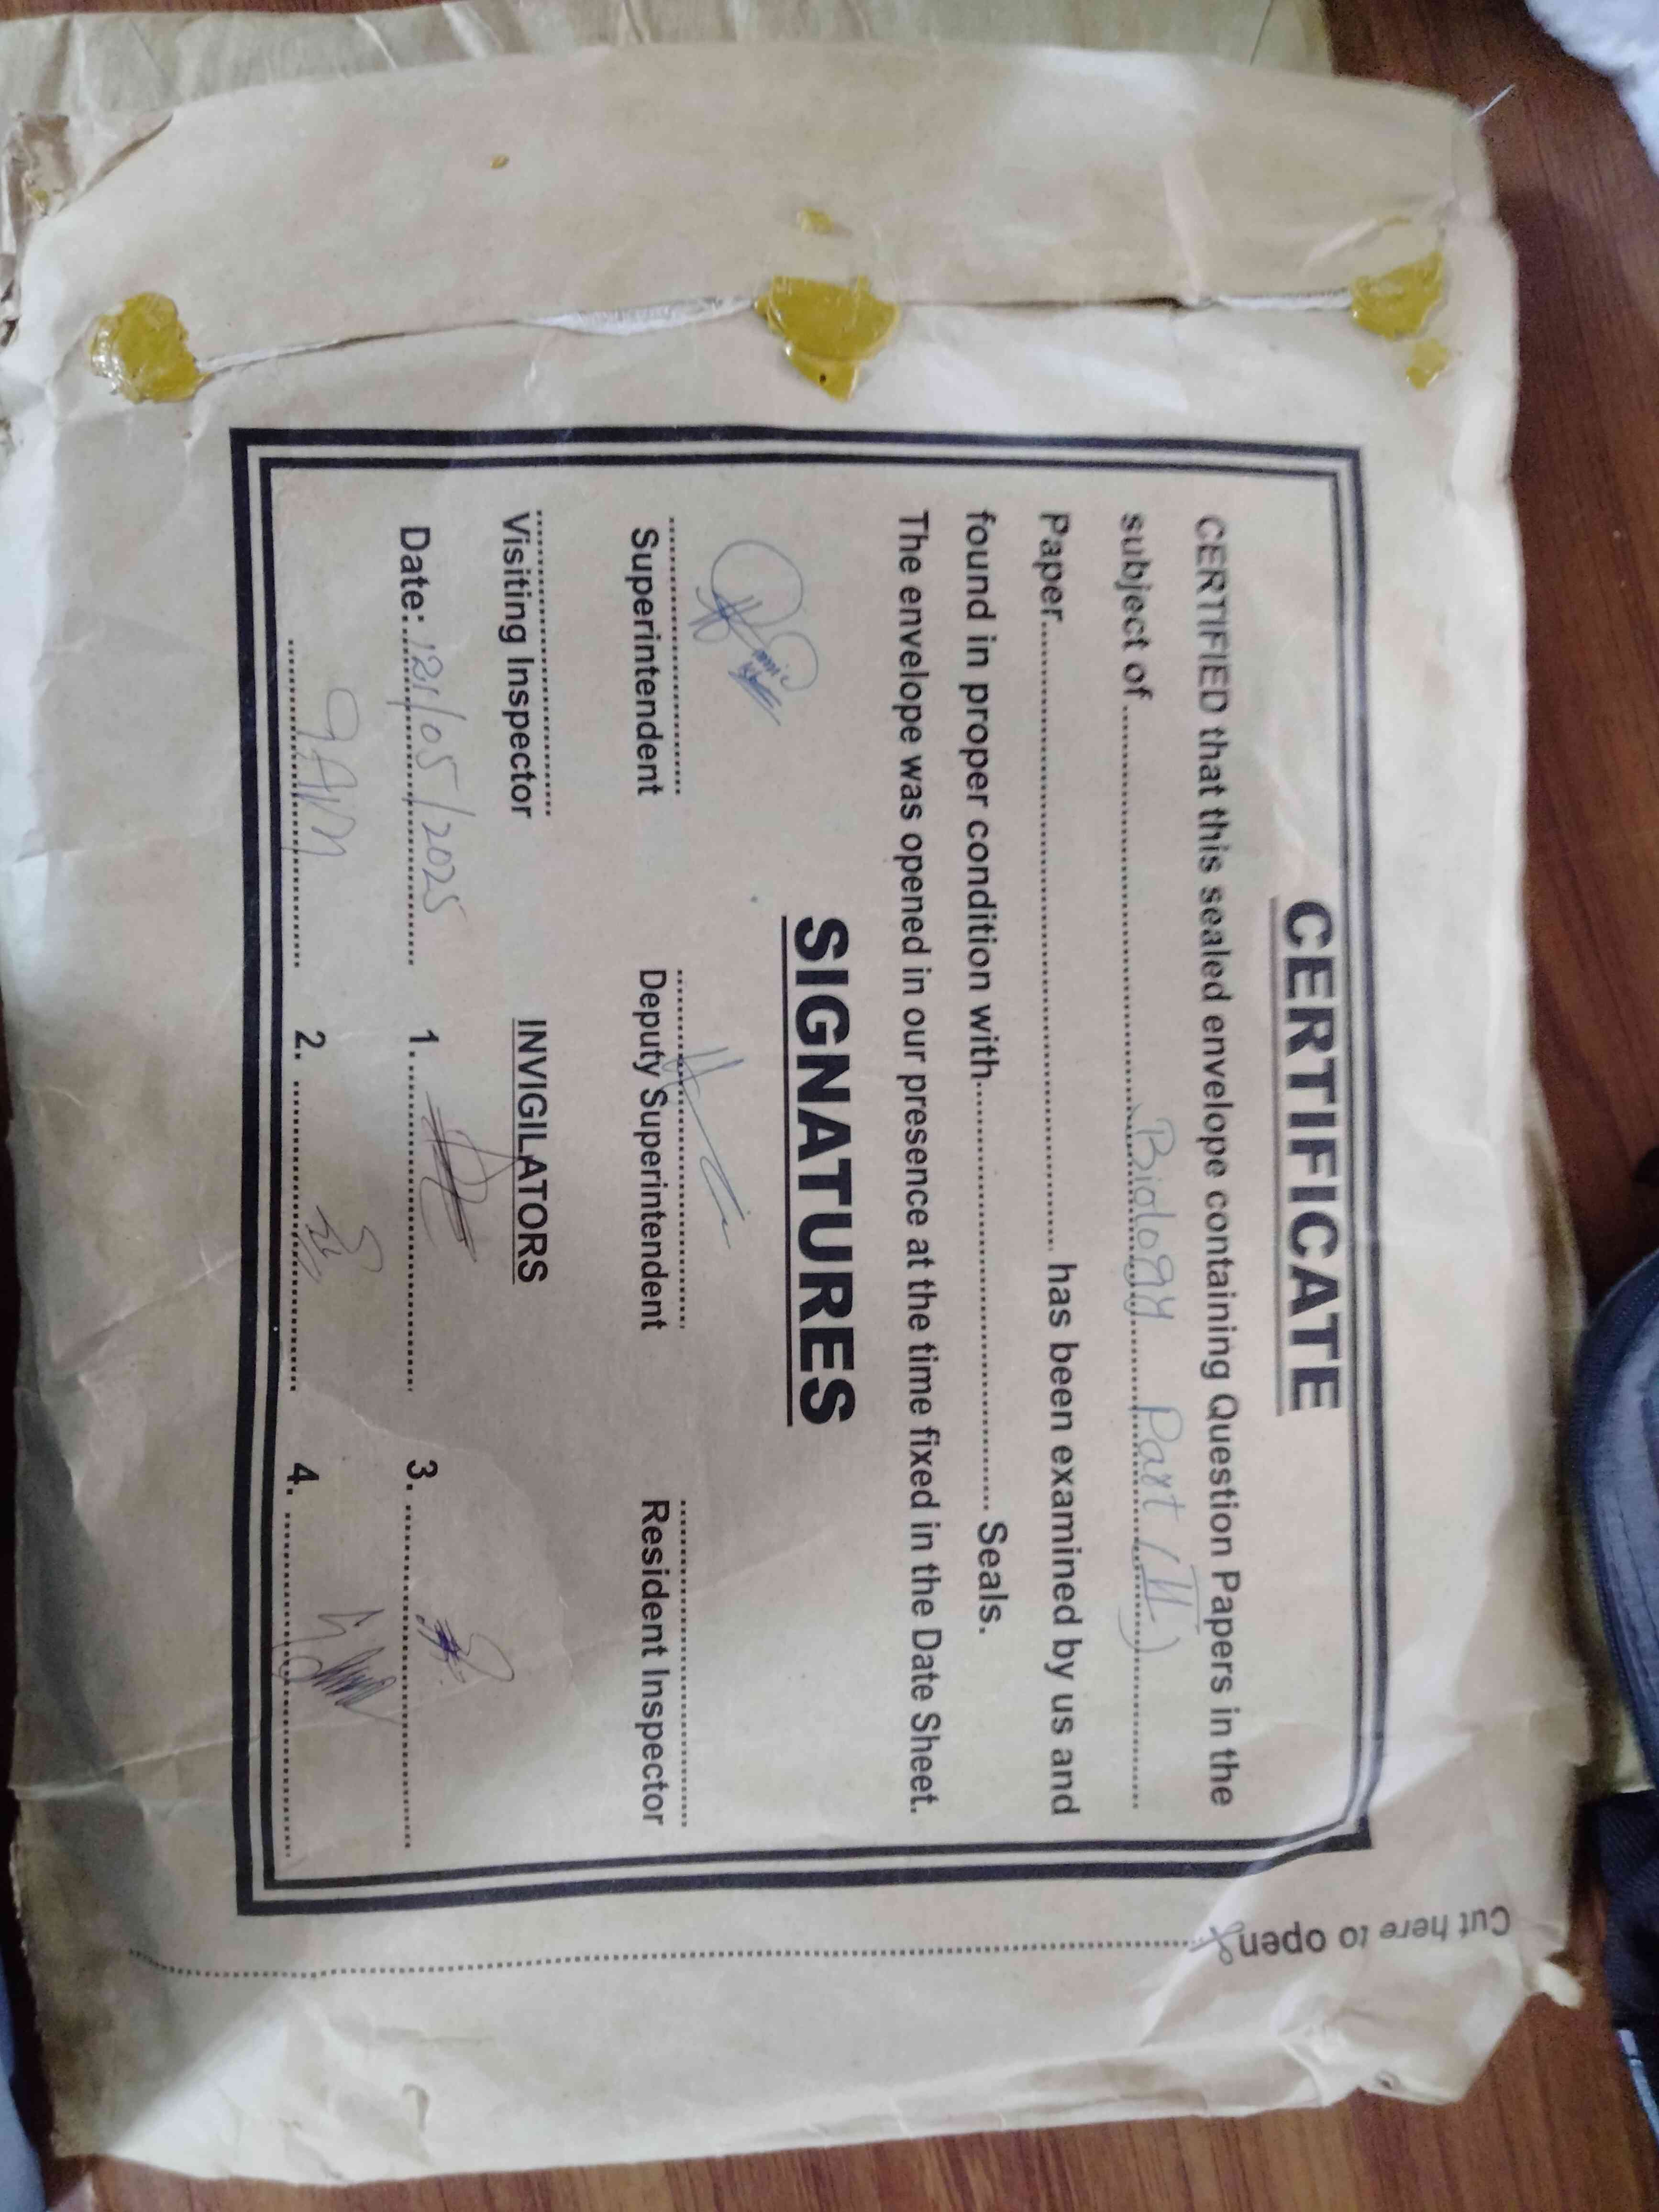 CERTIFICATE
CERTIFIED that this sealed envelope containing Question Papers in the
subject of Biology Part (II)
Paper has been examined by us and
found in proper condition with Seals.
The envelope was opened in our presence at the time fixed in the Date Sheet.
SIGNATURES
Superintendent Deputy Superintendent Resident Inspector
Visiting Inspector INVIGILATORS
Date: 12/05/2025 1. 3.
9AM 2. 4.
Cut here to open